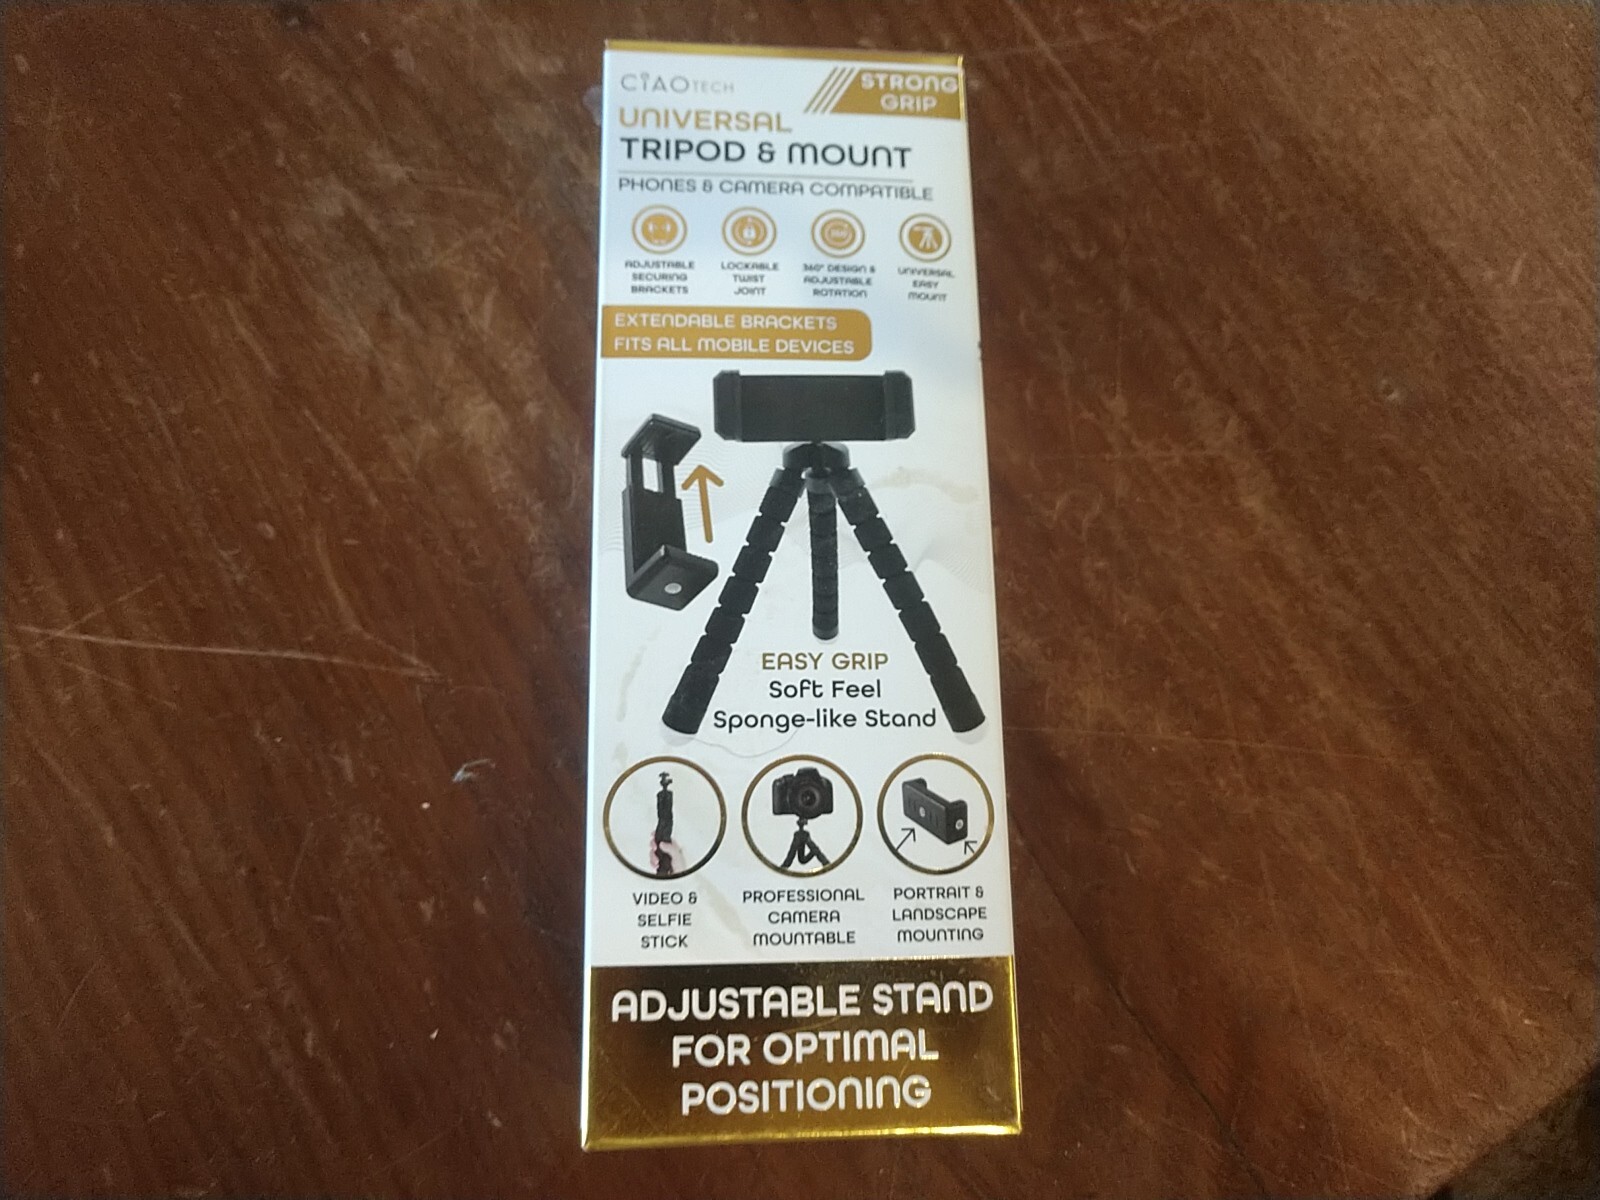 CIAOTECH
STRONG
GRIP
UNIVERSAL
TRIPOD & MOUNT
PHONES & CAMERA COMPATIBLE
ADJUSTABLE
SECURING
BRACKETS
LOCKABLE
TWIST
JOINT
360° DESIGN &
ADJUSTABLE
ROTATION
UNIVERSAL
EASY
MOUNT
EXTENDABLE BRACKETS
FITS ALL MOBILE DEVICES
EASY GRIP
Soft Feel
Sponge-like Stand
VIDEO &
SELFIE
STICK
PROFESSIONAL
CAMERA
MOUNTABLE
PORTRAIT &
LANDSCAPE
MOUNTING
ADJUSTABLE STAND
FOR OPTIMAL
POSITIONING